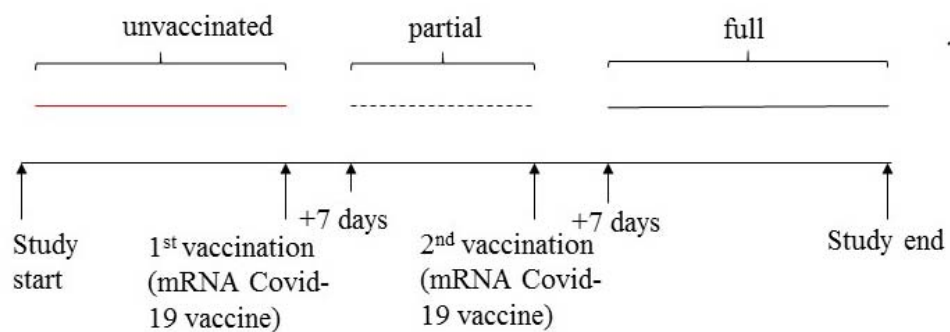 unvaccinated
partial
full
+7 days
+7 days
Study
start
1st vaccination
(mRNA Covid-
19 vaccine)
2nd vaccination
(mRNA Covid-
19 vaccine)
Study end